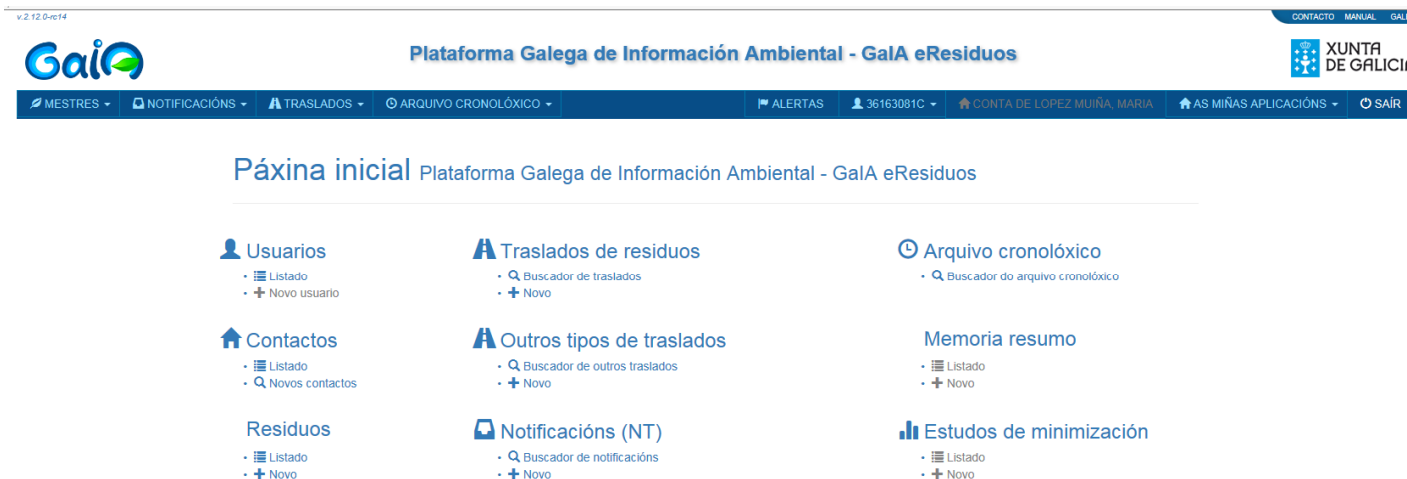 v.2.12.0-rc14
CONTACTO MANUAL
GaiA
Plataforma Galega de Información Ambiental - GaIA eResiduos
XUNTA
DE GALICIA
MESTRES NOTIFICACIÓNS TRASLADOS ARQUIVO CRONOLÓXICO ALERTAS 36163081C CONTA DE LOPEZ MUIÑA, MARIA AS MIÑAS APLICACIÓNS SAÍR
Páxina inicial Plataforma Galega de Información Ambiental - GaIA eResiduos
Usuarios
Listado
Novo usuario
Traslados de residuos
Buscador de traslados
Novo
Arquivo cronolóxico
Buscador do arquivo cronolóxico
Contactos
Listado
Novos contactos
Outros tipos de traslados
Buscador de outros traslados
Novo
Memoria resumo
Listado
Novo
Residuos
Listado
Novo
Notificacións (NT)
Buscador de notificacións
Novo
Estudos de minimización
Listado
Novo